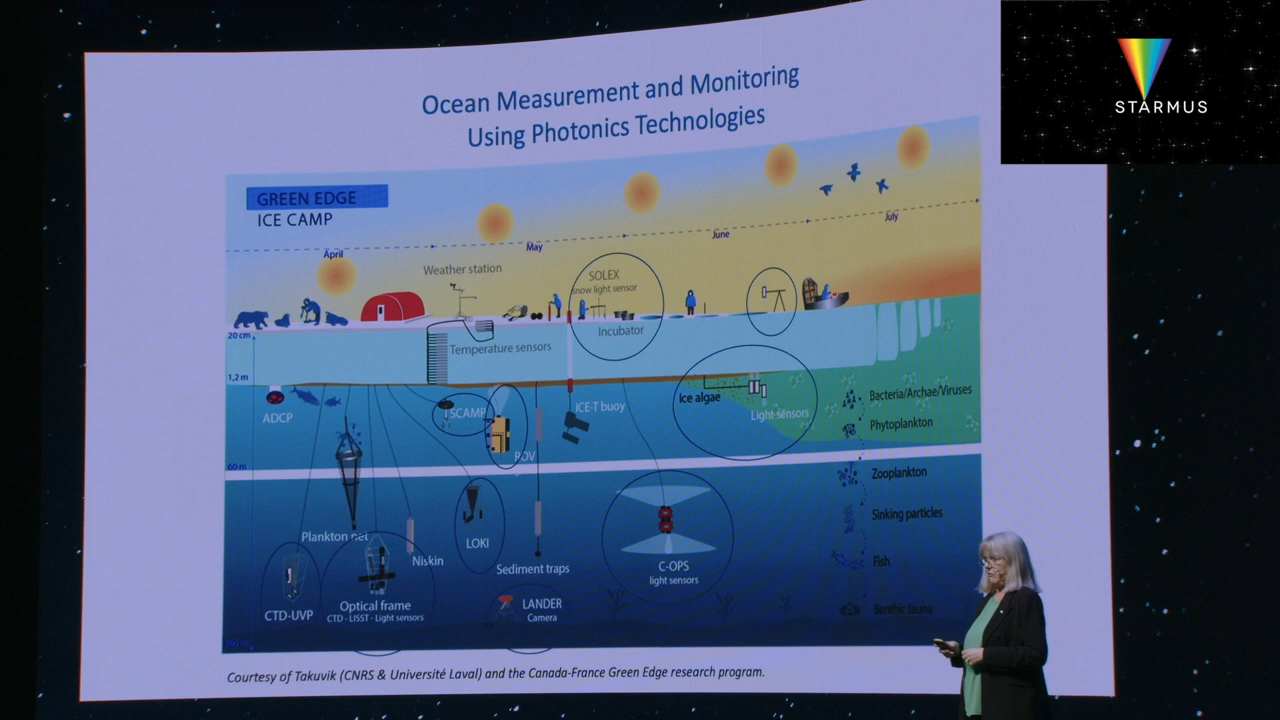 STARMUS
Ocean Measurement and Monitoring
Using Photonics Technologies
GREEN EDGE
ICE CAMP
April
May
June
July
Weather station
SOLEX
snow light sensor
Incubator
20 cm
Temperature sensors
1,2 m
ADCP
SCAMP
ICE-T buoy
Ice algae
Light sensors
Bacteria/Archae/Viruses
Phytoplankton
ROV
60 m
Zooplankton
Plankton net
LOKI
Sinking particles
Niskin
Sediment traps
C-OPS
light sensors
Fish
CTD-UVP
Optical frame
CTD - LISST - Light sensors
LANDER
Camera
Benthic fauna
Courtesy of Takuvik (CNRS & Université Laval) and the Canada-France Green Edge research program.